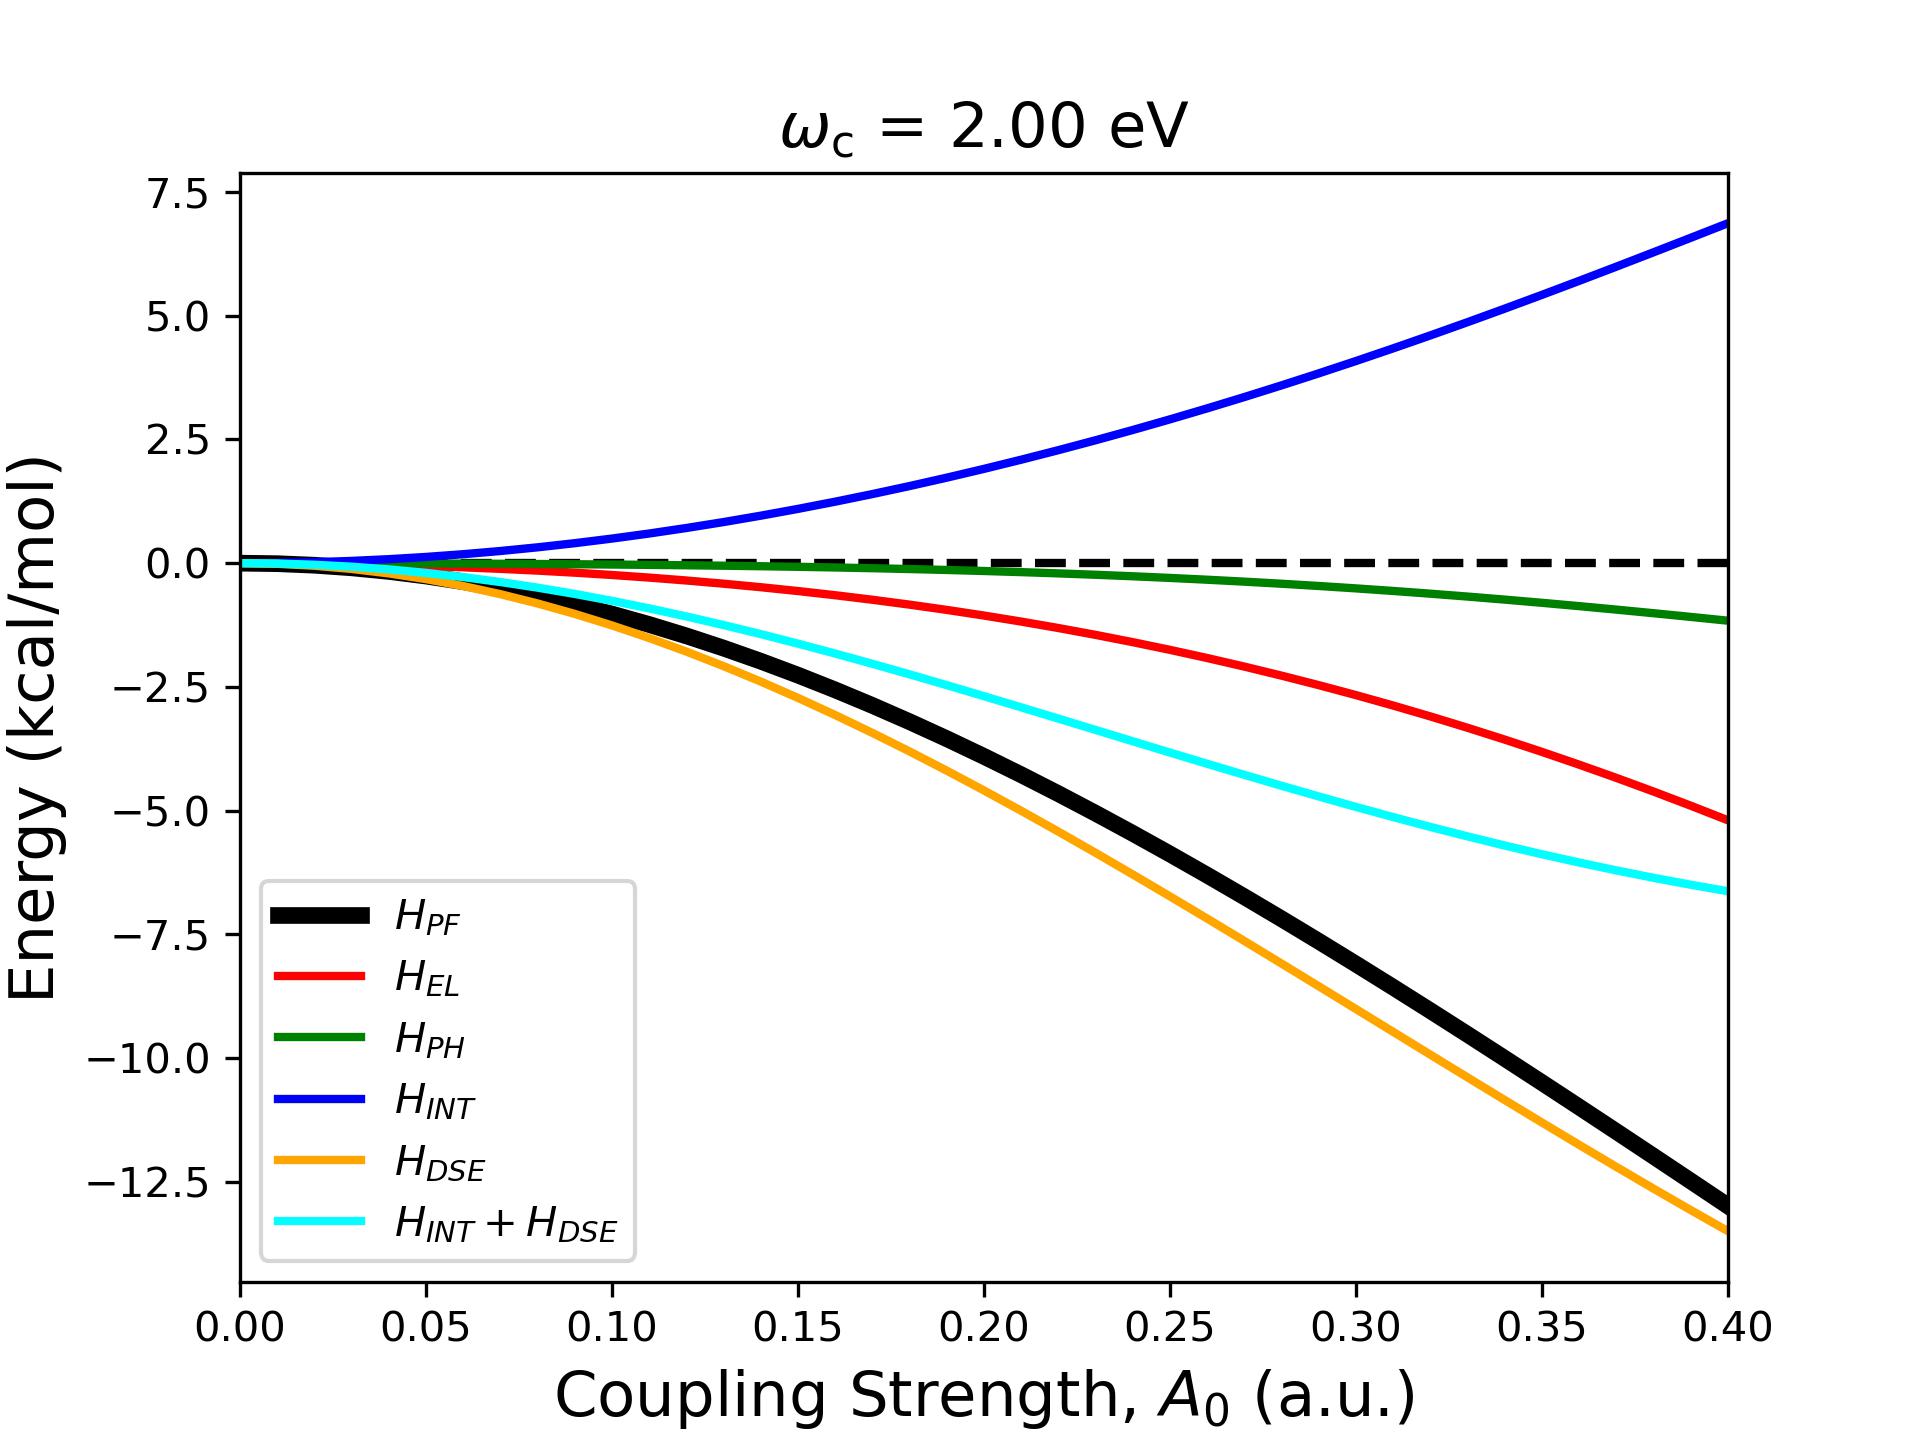 ω_c = 2.00 eV
7.5
5.0
2.5
0.0
−2.5
−5.0
−7.5
−10.0
−12.5
Energy (kcal/mol)
H_PF
H_EL
H_PH
H_INT
H_DSE
H_INT + H_DSE
0.00 0.05 0.10 0.15 0.20 0.25 0.30 0.35 0.40
Coupling Strength, A_0 (a.u.)